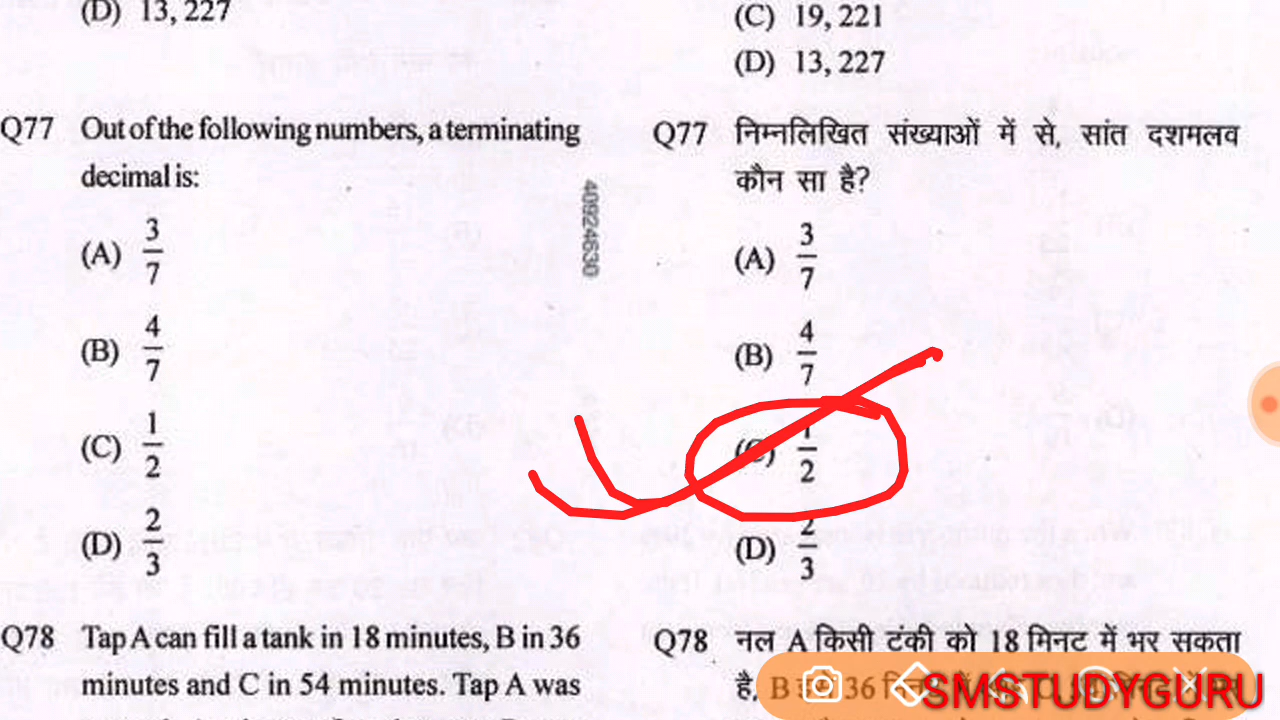 (D) 13, 227
Q77 Out of the following numbers, a terminating
decimal is:
(A) 3/7
(B) 4/7
(C) 1/2
(D) 2/3
Q78 Tap A can fill a tank in 18 minutes, B in 36
minutes and C in 54 minutes. Tap A was
40924630
(C) 19, 221
(D) 13, 227
Q77 निम्नलिखित संख्याओं में से, सांत दशमलव
कौन सा है?
(A) 3/7
(B) 4/7
(C) 1/2
(D) 2/3
Q78 नल A किसी टंकी को 18 मिनट में भर सकता
है, B 36
SMSTUDYGURU